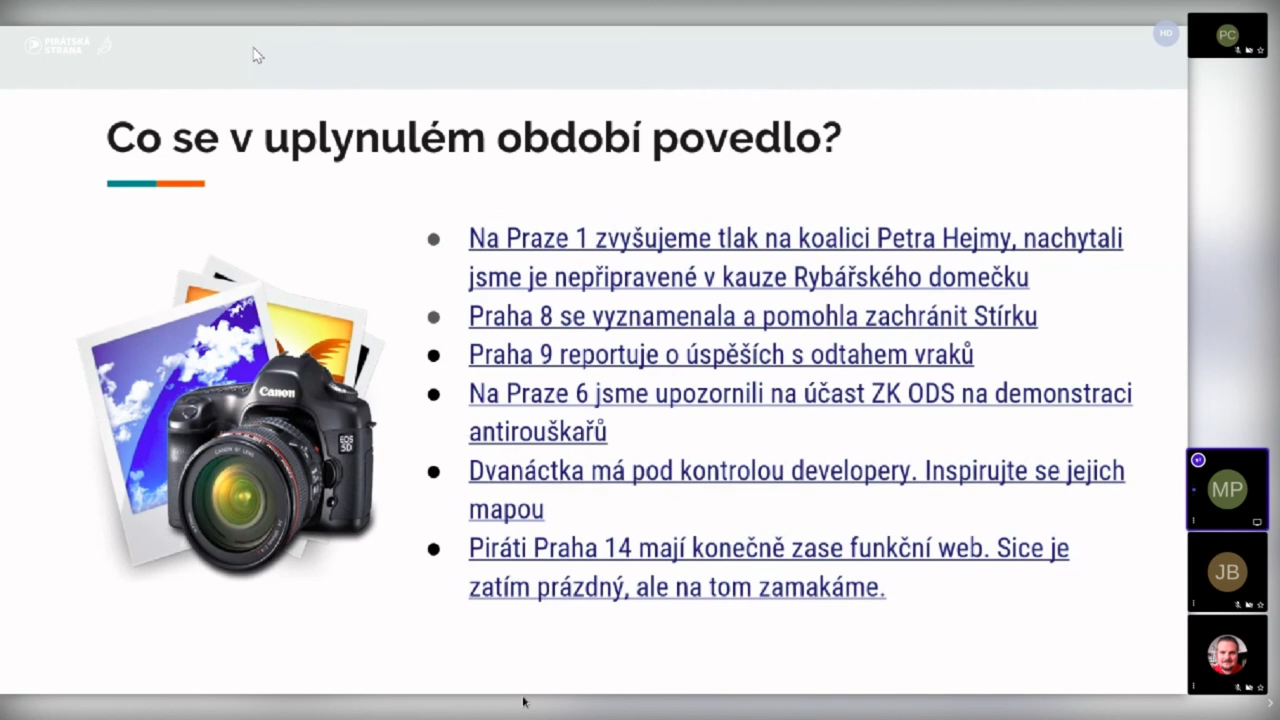 PIRÁTSKÁ
STRANA
HD
PC
Co se v uplynulém období povedlo?
Na Praze 1 zvyšujeme tlak na koalici Petra Hejmy, nachytali
jsme je nepřipravené v kauze Rybářského domečku
Praha 8 se vyznamenala a pomohla zachránit Stírku
Praha 9 reportuje o úspěších s odtahem vraků
Na Praze 6 jsme upozornili na účast ZK ODS na demonstraci
antirouškařů
Dvanáctka má pod kontrolou developery. Inspirujte se jejich
mapou
Piráti Praha 14 mají konečně zase funkční web. Sice je
zatím prázdný, ale na tom zamakáme.
Canon
EOS
5D
MP
JB